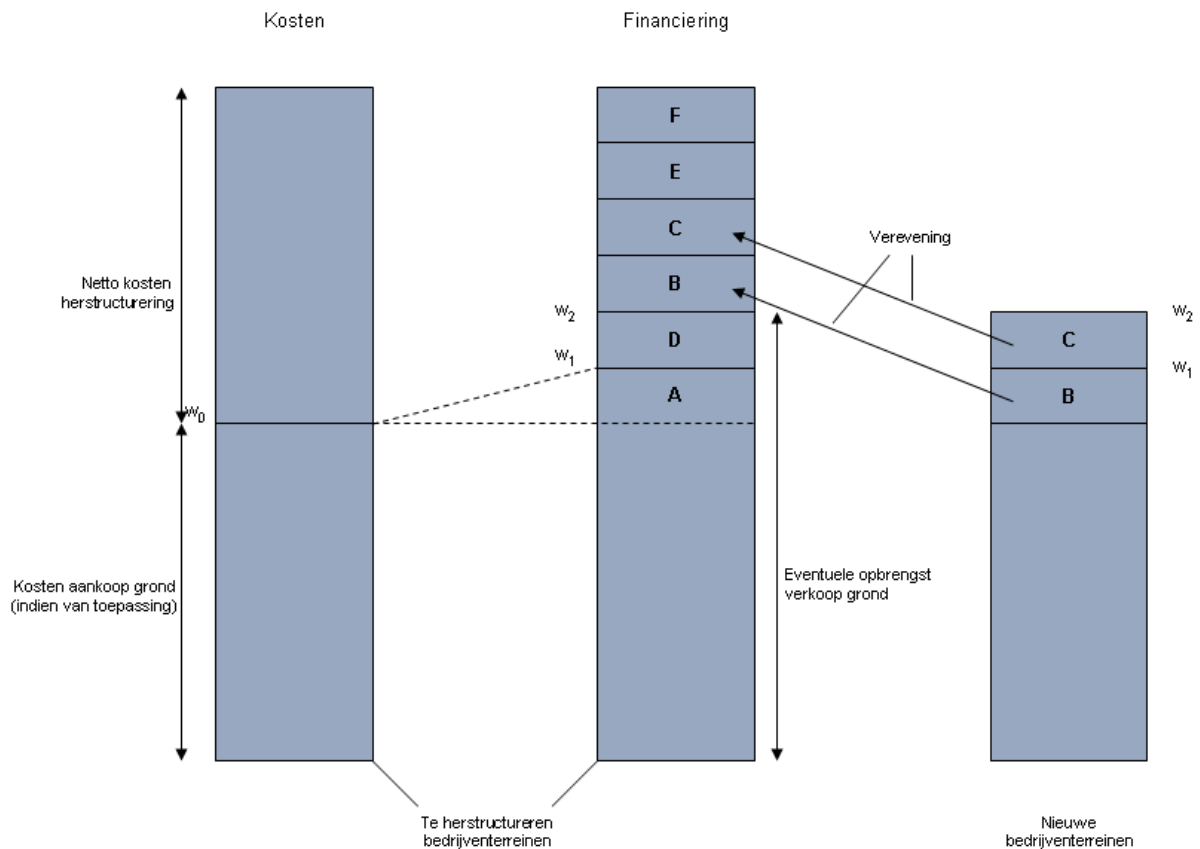 Kosten
Financiering
F
E
C
Verevening
Netto kosten
herstructurering
B
W2
W2
D
C
W1
W1
A
B
W0
Kosten aankoop grond
(indien van toepassing)
Eventuele opbrengst
verkoop grond
Te herstructureren
bedrijventerreinen
Nieuwe
bedrijventerreinen